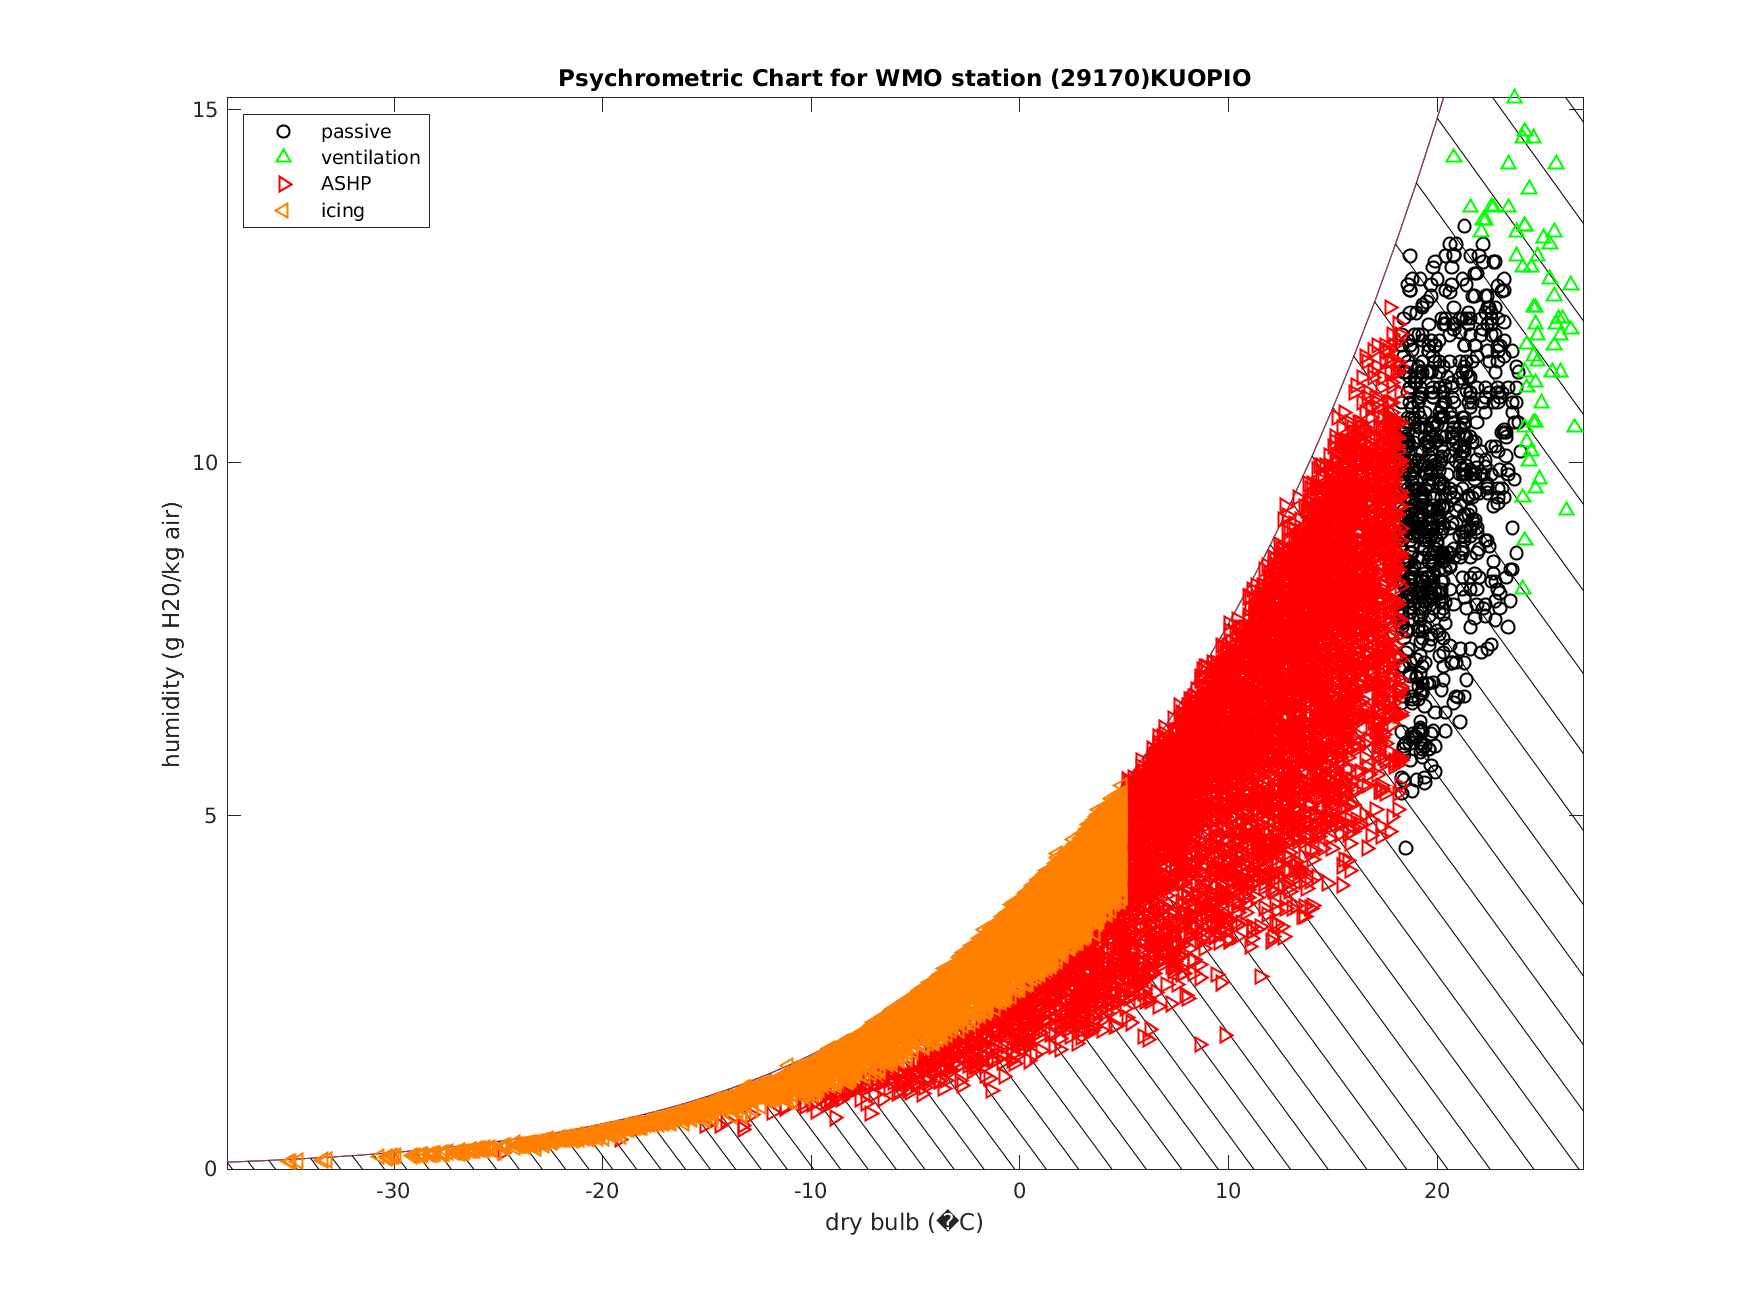 Psychrometric Chart for WMO station (29170)KUOPIO
15
passive
ventilation
ASHP
icing
10
humidity (g H20/kg air)
5
0
-30 -20 -10 0 10 20
dry bulb (�C)